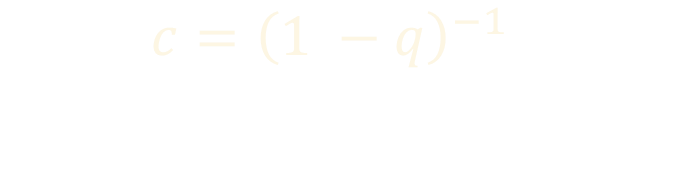 c = (1 − q)⁻¹